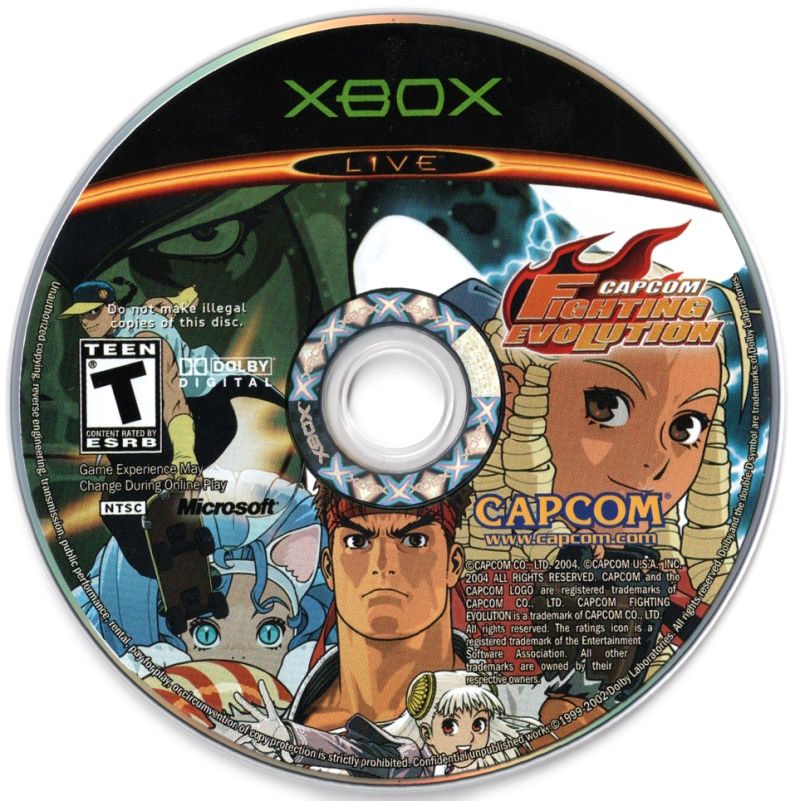 XBOX
LIVE
CAPCOM
FIGHTING
EVOLUTION
Do not make illegal
copies of this disc.
TEEN
T
CONTENT RATED BY
ESRB
DOLBY
DIGITAL
Game Experience May
Change During Online Play
NTSC
Microsoft
XBOX
CAPCOM
www.capcom.com
©CAPCOM CO., LTD. 2004, ©CAPCOM U.S.A., INC.
2004 ALL RIGHTS RESERVED. CAPCOM and the
CAPCOM LOGO are registered trademarks of
CAPCOM CO., LTD. CAPCOM FIGHTING
EVOLUTION is a trademark of CAPCOM CO., LTD.
All rights reserved. The ratings icon is a
registered trademark of the Entertainment
Software Association. All other
trademarks are owned by their
respective owners.
Unauthorized copying, reverse engineering, transmission, public performance, rental, pay for play, or circumvention of copy protection is strictly prohibited. Confidential unpublished work: © 1999-2002 Dolby Laboratories. All rights reserved. Dolby and the double-D symbol are trademarks of Dolby Laboratories.